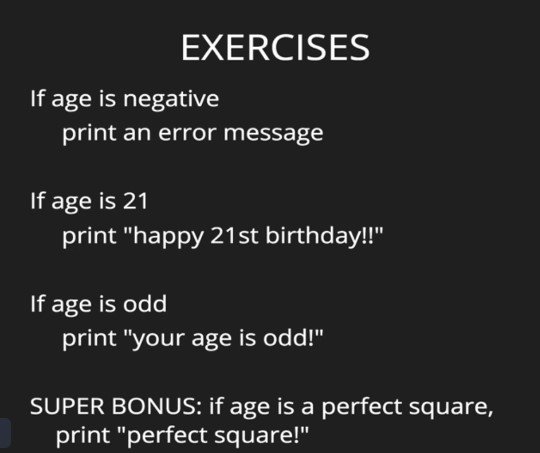 EXERCISES
If age is negative
print an error message
If age is 21
print "happy 21st birthday!!"
If age is odd
print "your age is odd!"
SUPER BONUS: if age is a perfect square,
print "perfect square!"